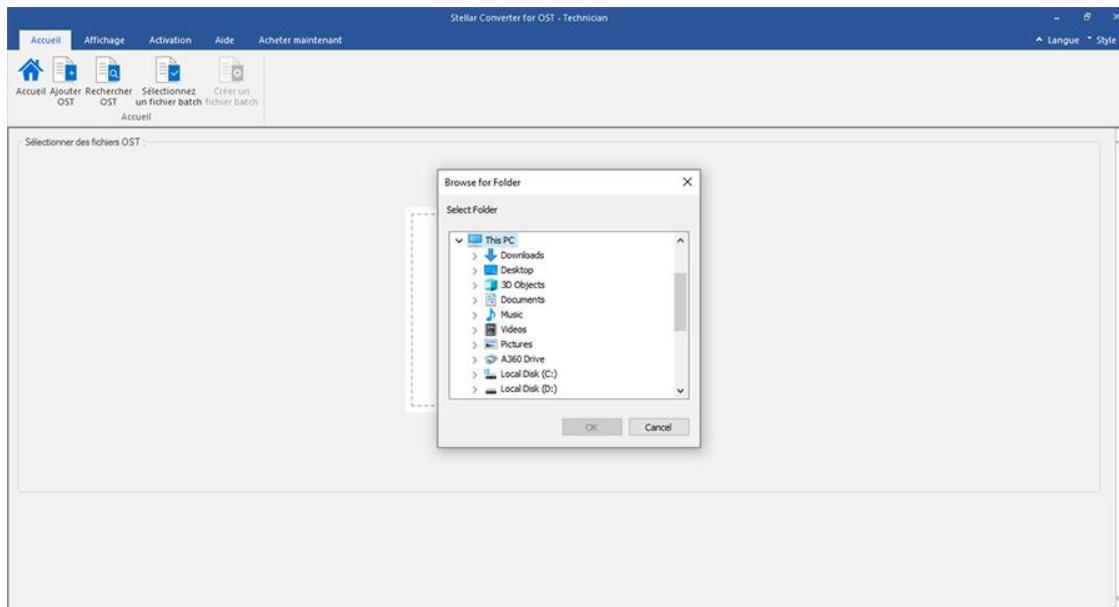 Stellar Converter for OST - Technician
Accueil Affichage Activation Aide Acheter maintenant
Langue Style
Accueil Ajouter OST Rechercher OST Sélectionnez un fichier batch Créer un fichier batch
Accueil
Sélectionner des fichiers OST :
Browse for Folder
Select Folder
This PC
Downloads
Desktop
3D Objects
Documents
Music
Videos
Pictures
A360 Drive
Local Disk (C:)
Local Disk (D:)
OK Cancel